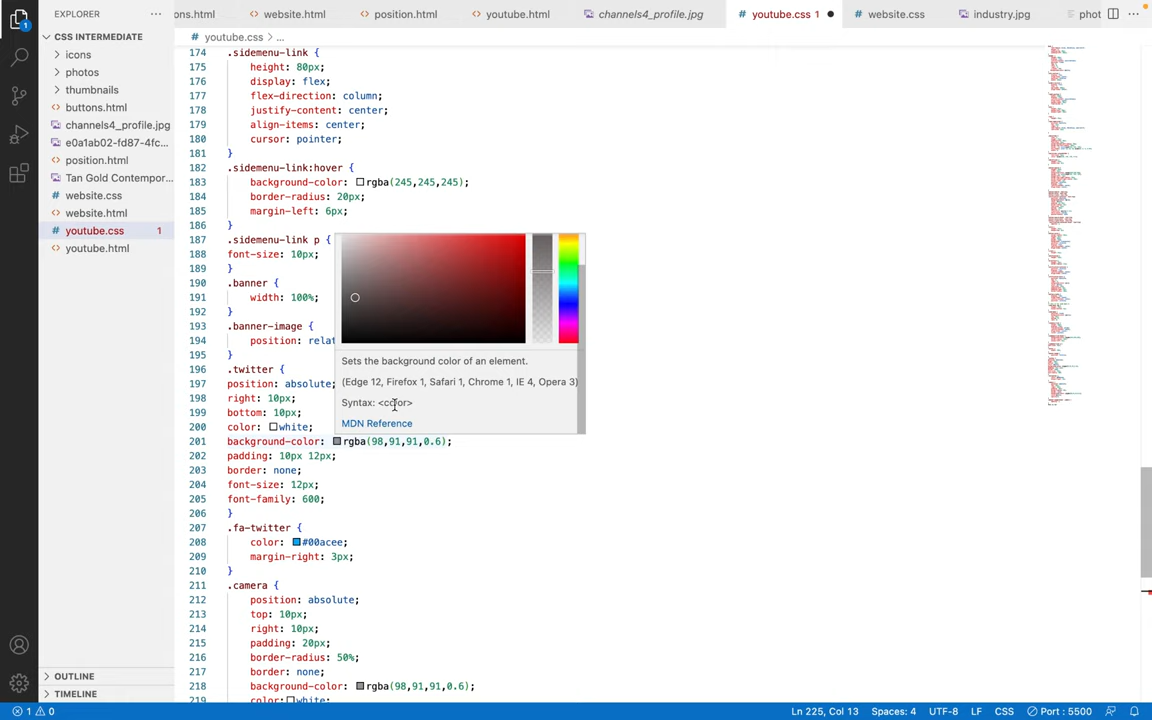 EXPLORER
ons.html
website.html
position.html
youtube.html
channels4_profile.jpg
youtube.css 1
website.css
industry.jpg
phot
youtube.css > ...
CSS INTERMEDIATE
icons
photos
thumbnails
buttons.html
channels4_profile.jpg
e0a1ab02-fd87-4fc...
position.html
Tan Gold Contempor...
website.css
website.html
youtube.css 1
youtube.html
OUTLINE
TIMELINE
174 .sidemenu-link {
175 height: 80px;
176 display: flex;
177 flex-direction: column;
178 justify-content: center;
179 align-items: center;
180 cursor: pointer;
181 }
182 .sidemenu-link:hover {
183 background-color: rgba(245,245,245);
184 border-radius: 20px;
185 margin-left: 6px;
186 }
187 .sidemenu-link p {
188 font-size: 10px;
189 }
190 .banner {
191 width: 100%;
192 }
193 .banner-image {
194 position: rela
195 }
196 .twitter {
197 position: absolute;
198 right: 10px;
199 bottom: 10px;
200 color: white;
201 background-color: rgba(98,91,91,0.6);
202 padding: 10px 12px;
203 border: none;
204 font-size: 12px;
205 font-family: 600;
206 }
207 .fa-twitter {
208 color: #00acee;
209 margin-right: 3px;
210 }
211 .camera {
212 position: absolute;
213 top: 10px;
214 right: 10px;
215 padding: 20px;
216 border-radius: 50%;
217 border: none;
218 background-color: rgba(98,91,91,0.6);
219 color: white;
Sets the background color of an element.
(Edge 12, Firefox 1, Safari 1, Chrome 1, IE 4, Opera 3)
Syntax: <color>
MDN Reference
1 0
Ln 225, Col 13
Spaces: 4
UTF-8
LF
CSS
Port : 5500